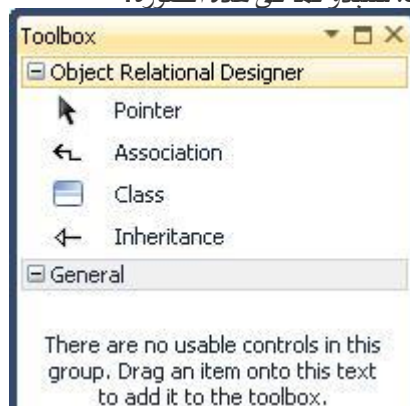 Toolbox
Object Relational Designer
Pointer
Association
Class
Inheritance
General
There are no usable controls in this
group. Drag an item onto this text
to add it to the toolbox.